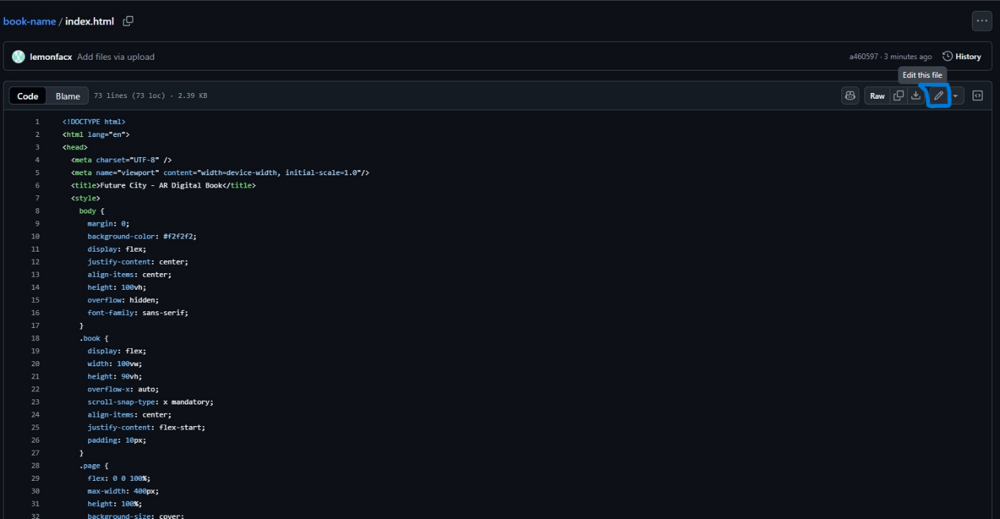 book-name / index.html
lemonfacx Add files via upload
a460597 · 3 minutes ago History
Edit this file
Code Blame 73 lines (73 loc) · 2.39 KB
Raw
1 <!DOCTYPE html>
2 <html lang="en">
3 <head>
4 <meta charset="UTF-8" />
5 <meta name="viewport" content="width=device-width, initial-scale=1.0"/>
6 <title>Future City - AR Digital Book</title>
7 <style>
8 body {
9 margin: 0;
10 background-color: #f2f2f2;
11 display: flex;
12 justify-content: center;
13 align-items: center;
14 height: 100vh;
15 overflow: hidden;
16 font-family: sans-serif;
17 }
18 .book {
19 display: flex;
20 width: 100vw;
21 height: 90vh;
22 overflow-x: auto;
23 scroll-snap-type: x mandatory;
24 align-items: center;
25 justify-content: flex-start;
26 padding: 10px;
27 }
28 .page {
29 flex: 0 0 100%;
30 max-width: 400px;
31 height: 100%;
32 background-size: cover;